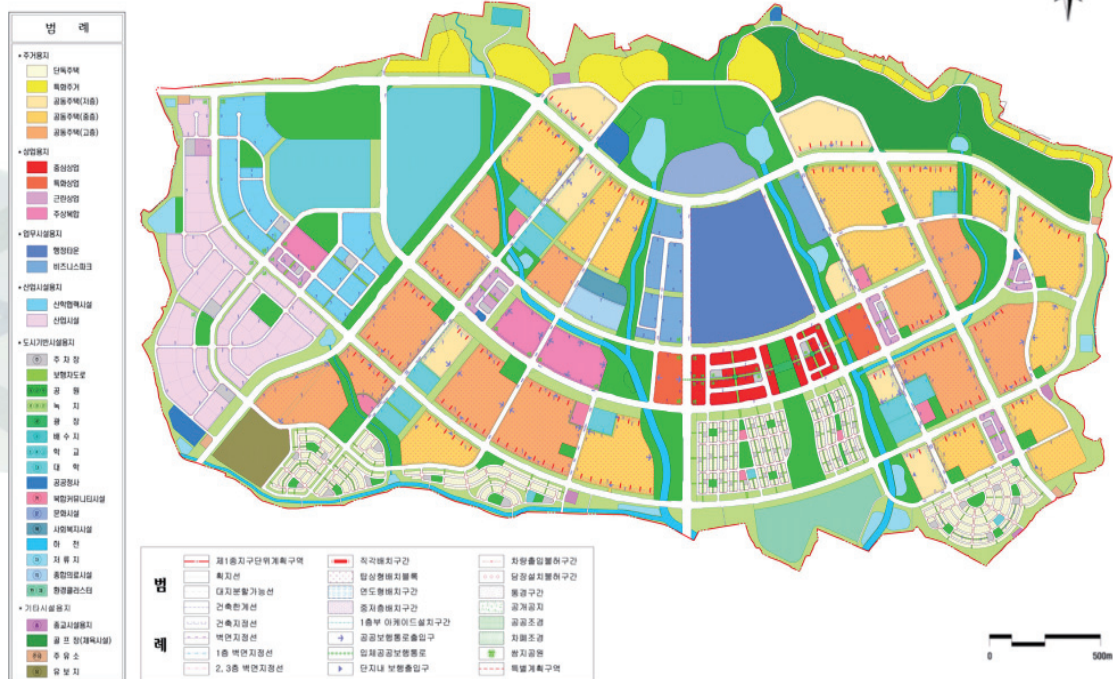 범 례
• 주거용지
단독주택
특화주거
공동주택(저층)
공동주택(중층)
공동주택(고층)
• 상업용지
중심상업
특화상업
근린상업
주상복합
• 업무시설용지
행정타운
비즈니스파크
• 산업시설용지
산학협력시설
산업시설
• 도시기반시설용지
주 차 장
보행자도로
공 원
녹 지
광 장
배 수 지
학 교
대 학
공공청사
복합커뮤니티시설
문화시설
사회복지시설
하 천
저 류 지
종합의료시설
환경클러스터
• 기타시설용지
종교시설용지
골 프 장(체육시설)
주 유 소
유 보 지
범 례
제1종지구단위계획구역
획지선
대지분할가능선
건축한계선
건축지정선
벽면지정선
1층 벽면지정선
2, 3층 벽면지정선
직각배치구간
탑상형배치블록
연도형배치구간
중저층배치구간
1층부 아케이드설치구간
공공보행통로출입구
입체공공보행통로
단지내 보행출입구
차량출입불허구간
담장설치불허구간
통경구간
공개공지
공공조경
차폐조경
쌈지공원
특별계획구역
0 500m